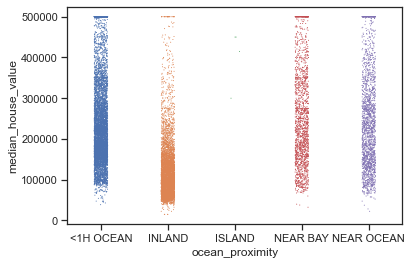 500000
400000
300000
200000
100000
0
median_house_value
<1H OCEAN
INLAND
ISLAND
NEAR BAY
NEAR OCEAN
ocean_proximity